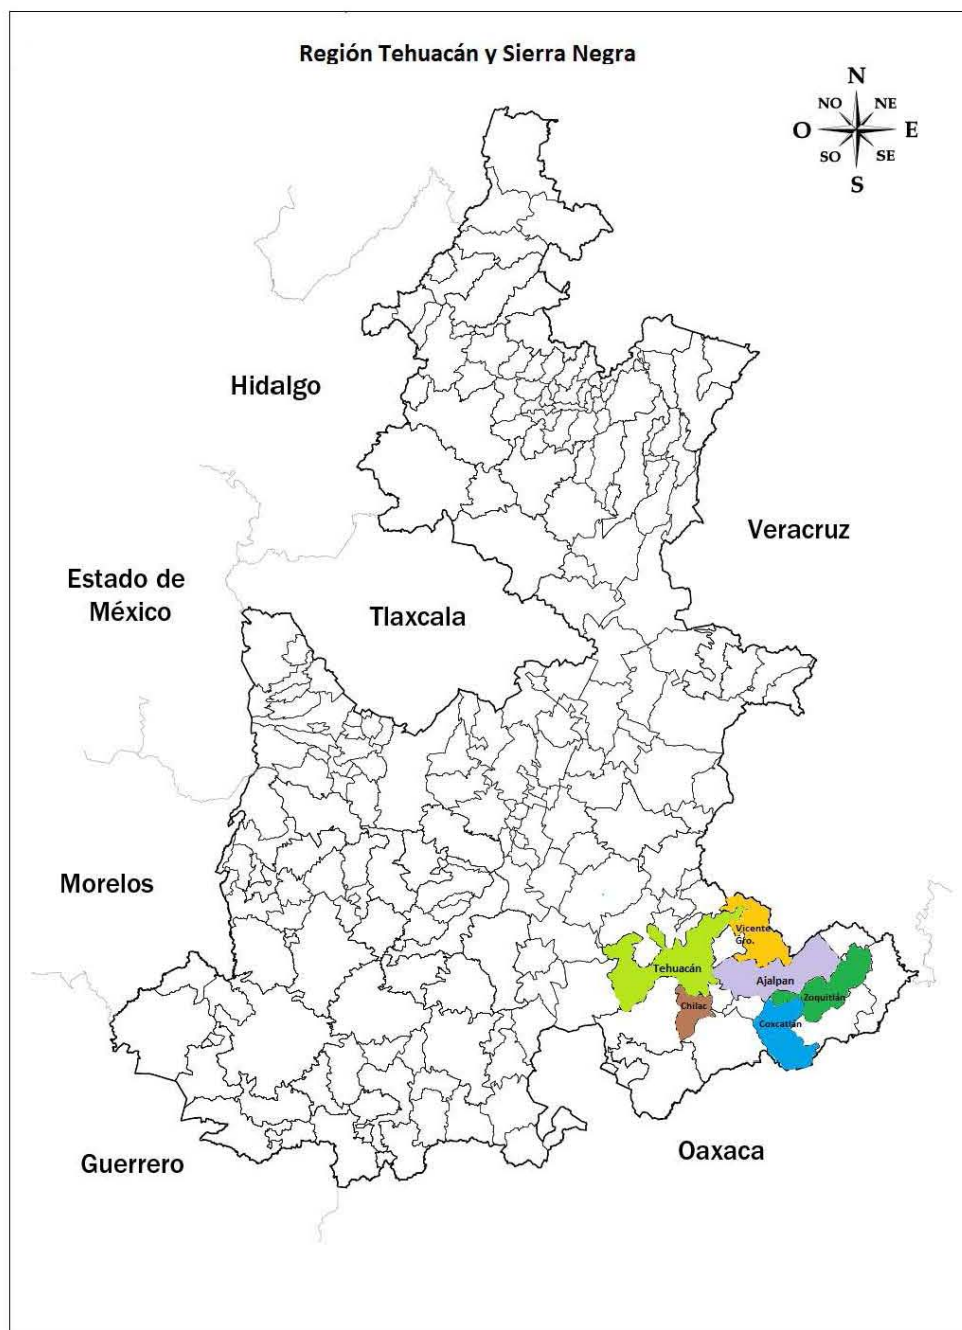 Región Tehuacán y Sierra Negra
N
NO
NE
O
E
SO
SE
S
Hidalgo
Veracruz
Estado de
México
Tlaxcala
Morelos
Vicente
Gro.
Tehuacán
Ajalpan
Zoquitlán
Chilac
Coxcatlán
Oaxaca
Guerrero